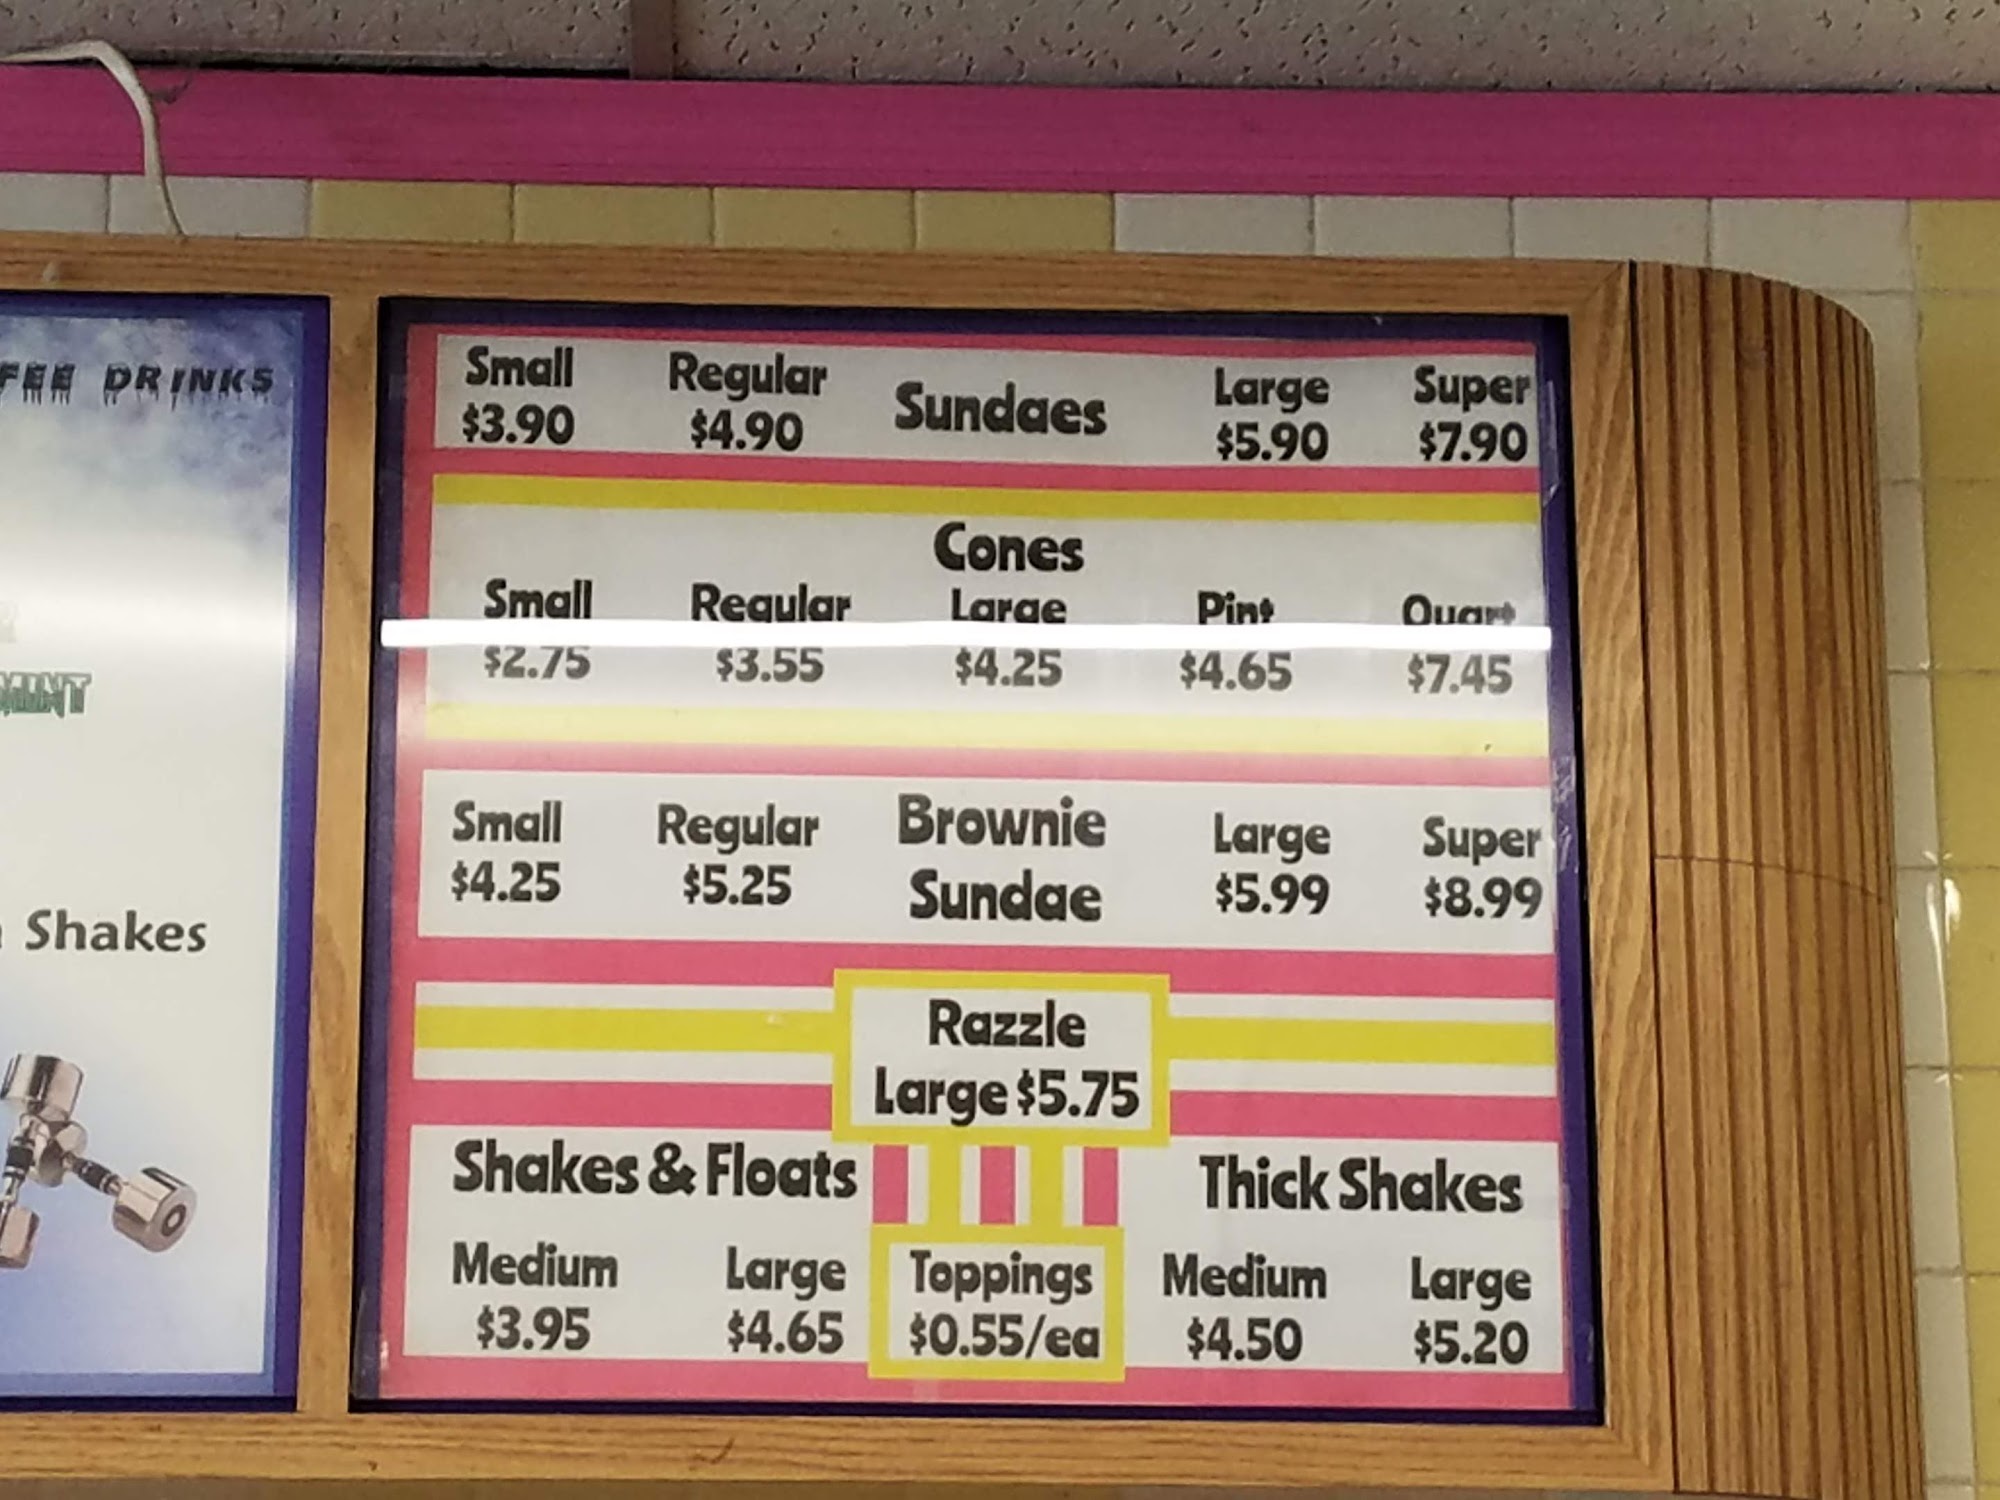 FEE DRINKS
MINT
Shakes
Small Regular Sundaes Large Super
$3.90 $4.90 $5.90 $7.90
Cones
Small Regular Large Pint Quart
$2.75 $3.55 $4.25 $4.65 $7.45
Small Regular Brownie Large Super
$4.25 $5.25 Sundae $5.99 $8.99
Razzle
Large $5.75
Shakes & Floats
Medium Large
$3.95 $4.65
Toppings
$0.55/ea
Thick Shakes
Medium Large
$4.50 $5.20